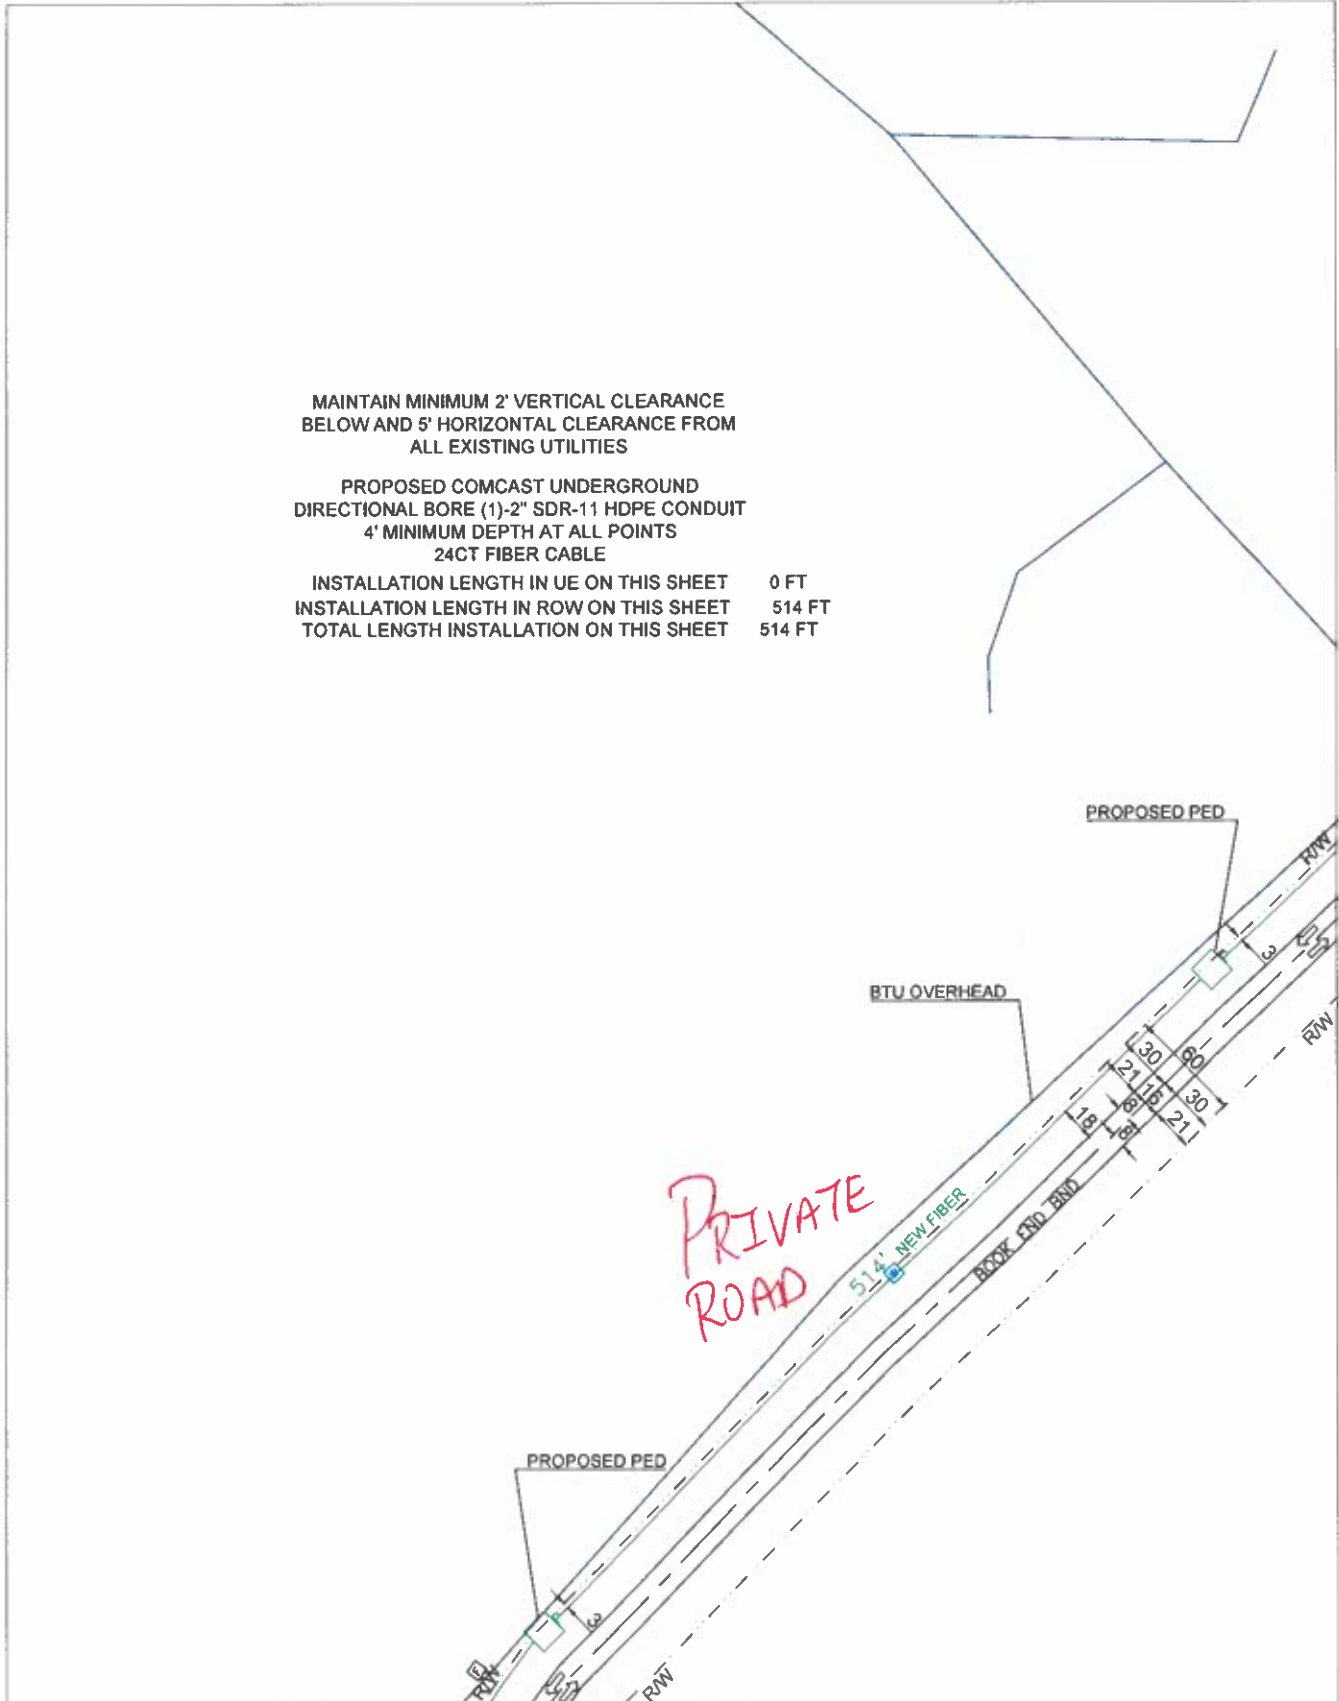 MAINTAIN MINIMUM 2' VERTICAL CLEARANCE
BELOW AND 5' HORIZONTAL CLEARANCE FROM
ALL EXISTING UTILITIES
PROPOSED COMCAST UNDERGROUND
DIRECTIONAL BORE (1)-2" SDR-11 HDPE CONDUIT
4' MINIMUM DEPTH AT ALL POINTS
24CT FIBER CABLE
INSTALLATION LENGTH IN UE ON THIS SHEET 0 FT
INSTALLATION LENGTH IN ROW ON THIS SHEET 514 FT
TOTAL LENGTH INSTALLATION ON THIS SHEET 514 FT
PROPOSED PED
R/W
3
BTU OVERHEAD
R/W
30
60
21
16
30
18
8
21
8
PRIVATE
ROAD
514' NEW FIBER
BOOK END BND
PROPOSED PED
3
F
R/W
R/W